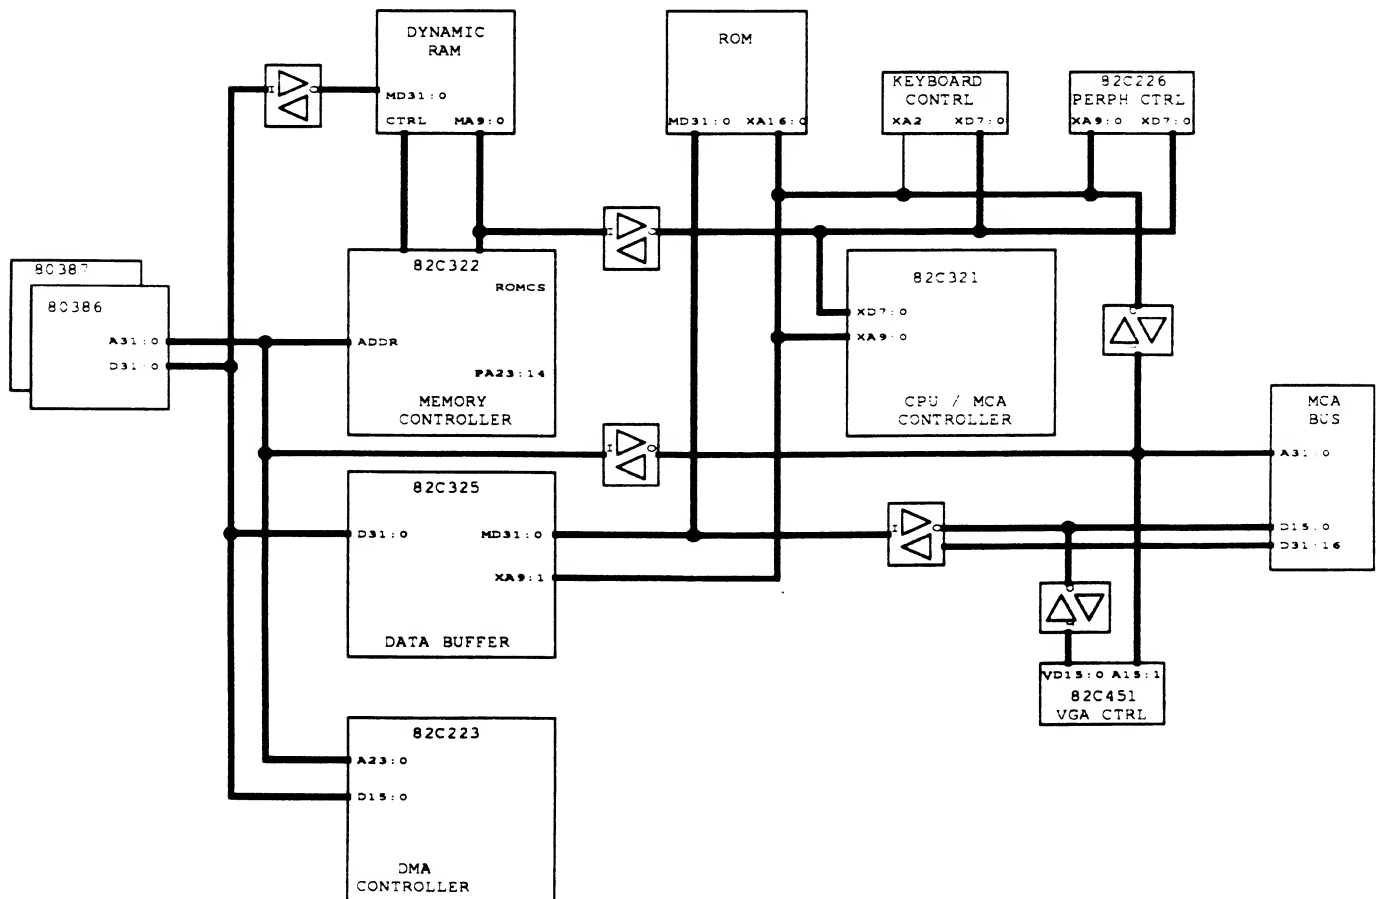 DYNAMIC
RAM
MD31:0
CTRL MA9:0
ROM
MD31:0 XA16:0
KEYBOARD
CONTRL
XA2 XD7:0
82C226
PERPH CTRL
XA9:0 XD7:0
I O
I O
80387
80386
A31:0
D31:0
82C322
ROMCS
ADDR
PA23:14
MEMORY
CONTROLLER
82C321
XD7:0
XA9:0
CPU / MCA
CONTROLLER
O
I
MCA
BUS
A31:0
D15:0
D31:16
I O
82C325
D31:0
MD31:0
XA9:1
DATA BUFFER
I O
O
I
VD15:0 A15:1
82C451
VGA CTRL
82C223
A23:0
D15:0
DMA
CONTROLLER